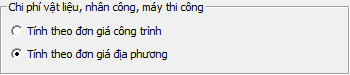 Chi phí vật liệu, nhân công, máy thi công
Tính theo đơn giá công trình
Tính theo đơn giá địa phương